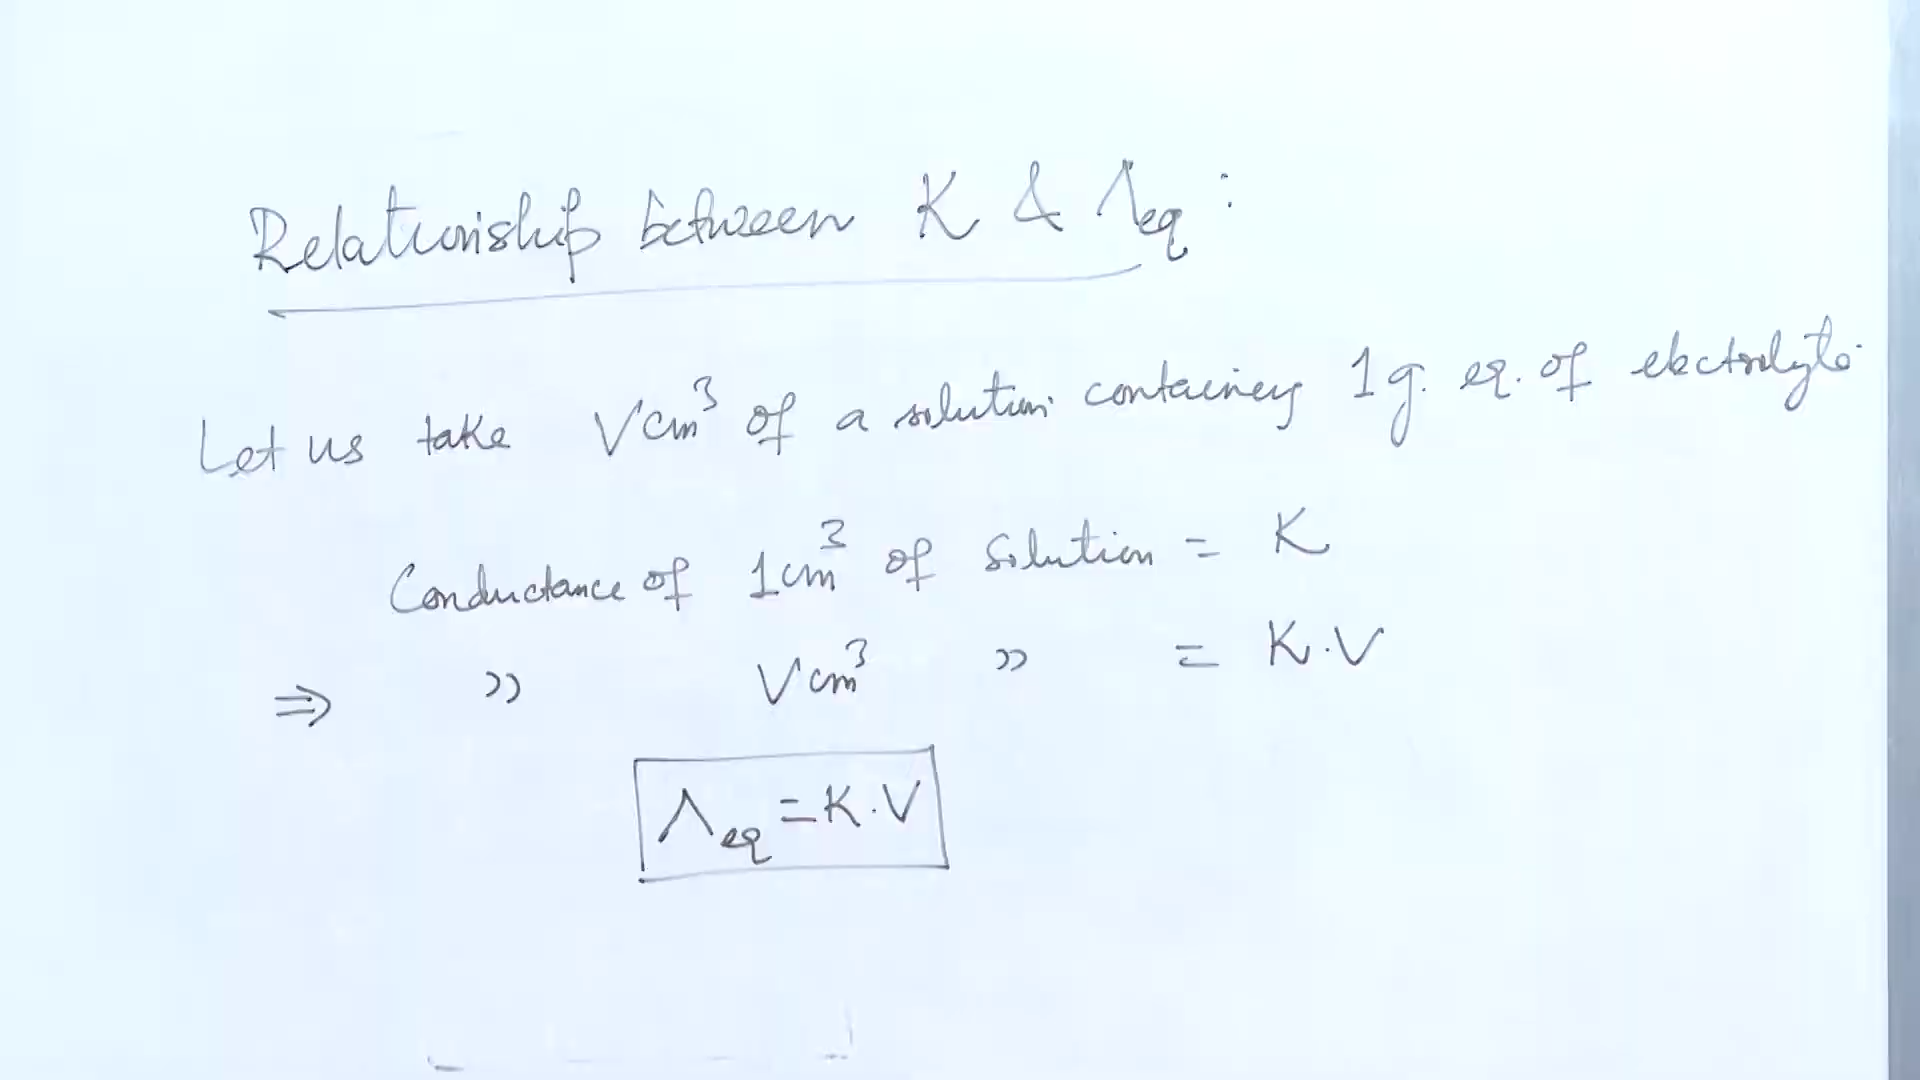 Relationship between K & Λeq:
Let us take V cm³ of a solution containing 1 g. eq. of electrolyte.
Conductance of 1 cm³ of solution = K
⇒ " V cm³ " = K.V
Λeq = K.V